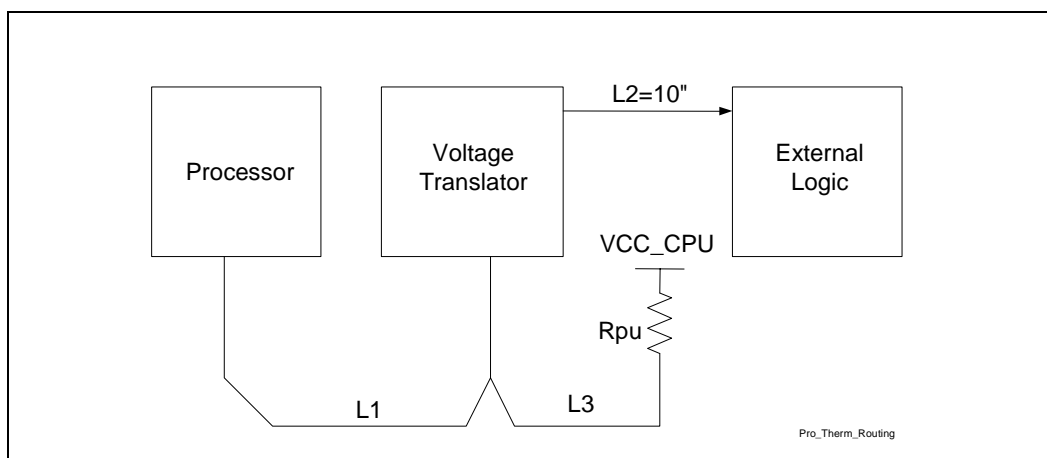 L2=10"
Processor
Voltage
Translator
External
Logic
VCC_CPU
Rpu
L1
L3
Pro_Therm_Routing